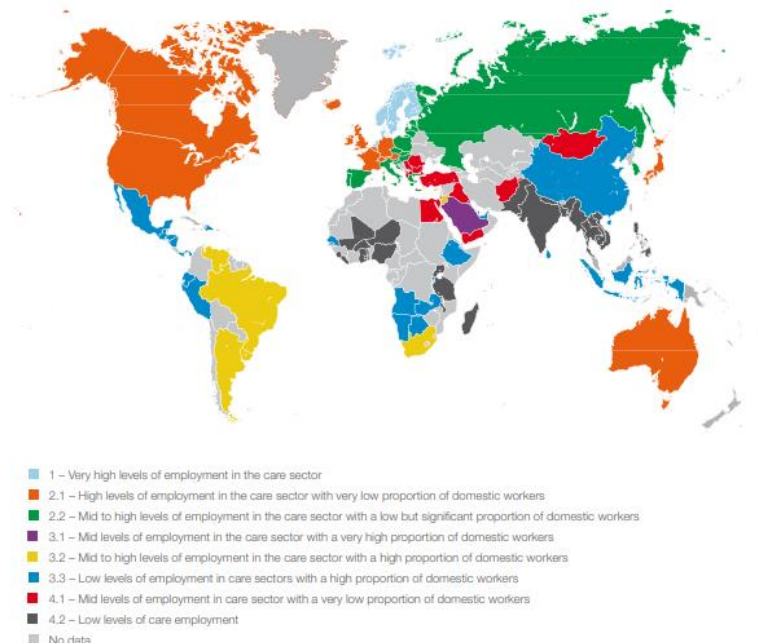 1 – Very high levels of employment in the care sector
2.1 – High levels of employment in the care sector with very low proportion of domestic workers
2.2 – Mid to high levels of employment in the care sector with a low but significant proportion of domestic workers
3.1 – Mid levels of employment in the care sector with a very high proportion of domestic workers
3.2 – Mid to high levels of employment in the care sector with a high proportion of domestic workers
3.3 – Low levels of employment in care sectors with a high proportion of domestic workers
4.1 – Mid levels of employment in care sector with a very low proportion of domestic workers
4.2 – Low levels of care employment
No data